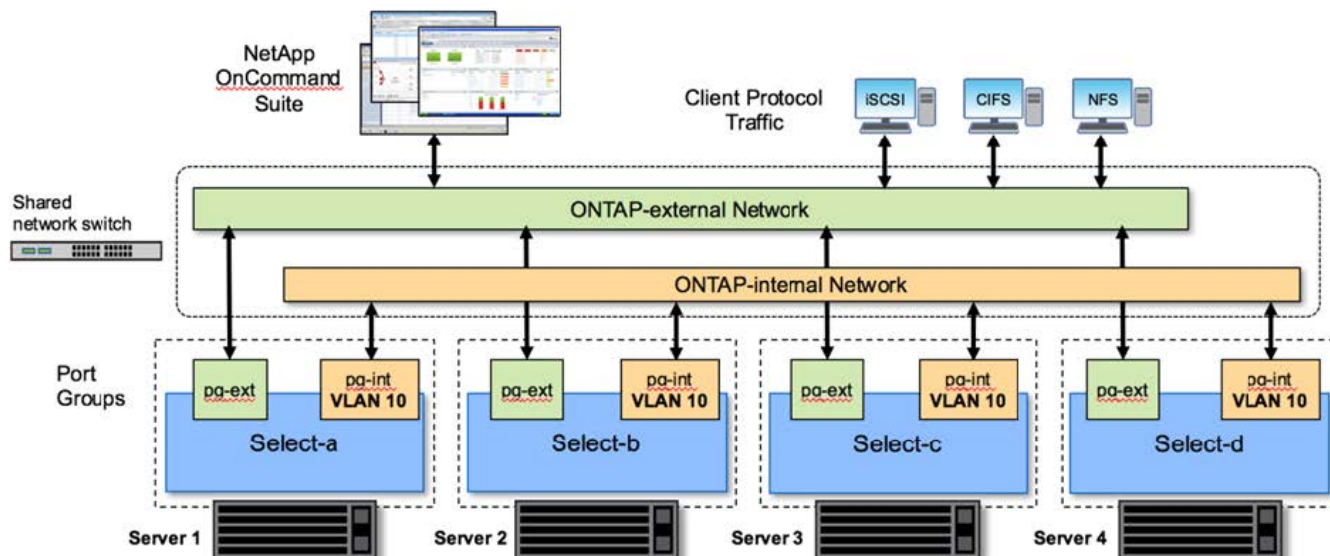 NetApp
OnCommand
Suite
Client Protocol
Traffic
iSCSI
CIFS
NFS
Shared
network switch
ONTAP-external Network
ONTAP-internal Network
Port
Groups
pg-ext
pg-int
VLAN 10
Select-a
pg-ext
pg-int
VLAN 10
Select-b
pg-ext
pg-int
VLAN 10
Select-c
pg-ext
pg-int
VLAN 10
Select-d
Server 1
Server 2
Server 3
Server 4